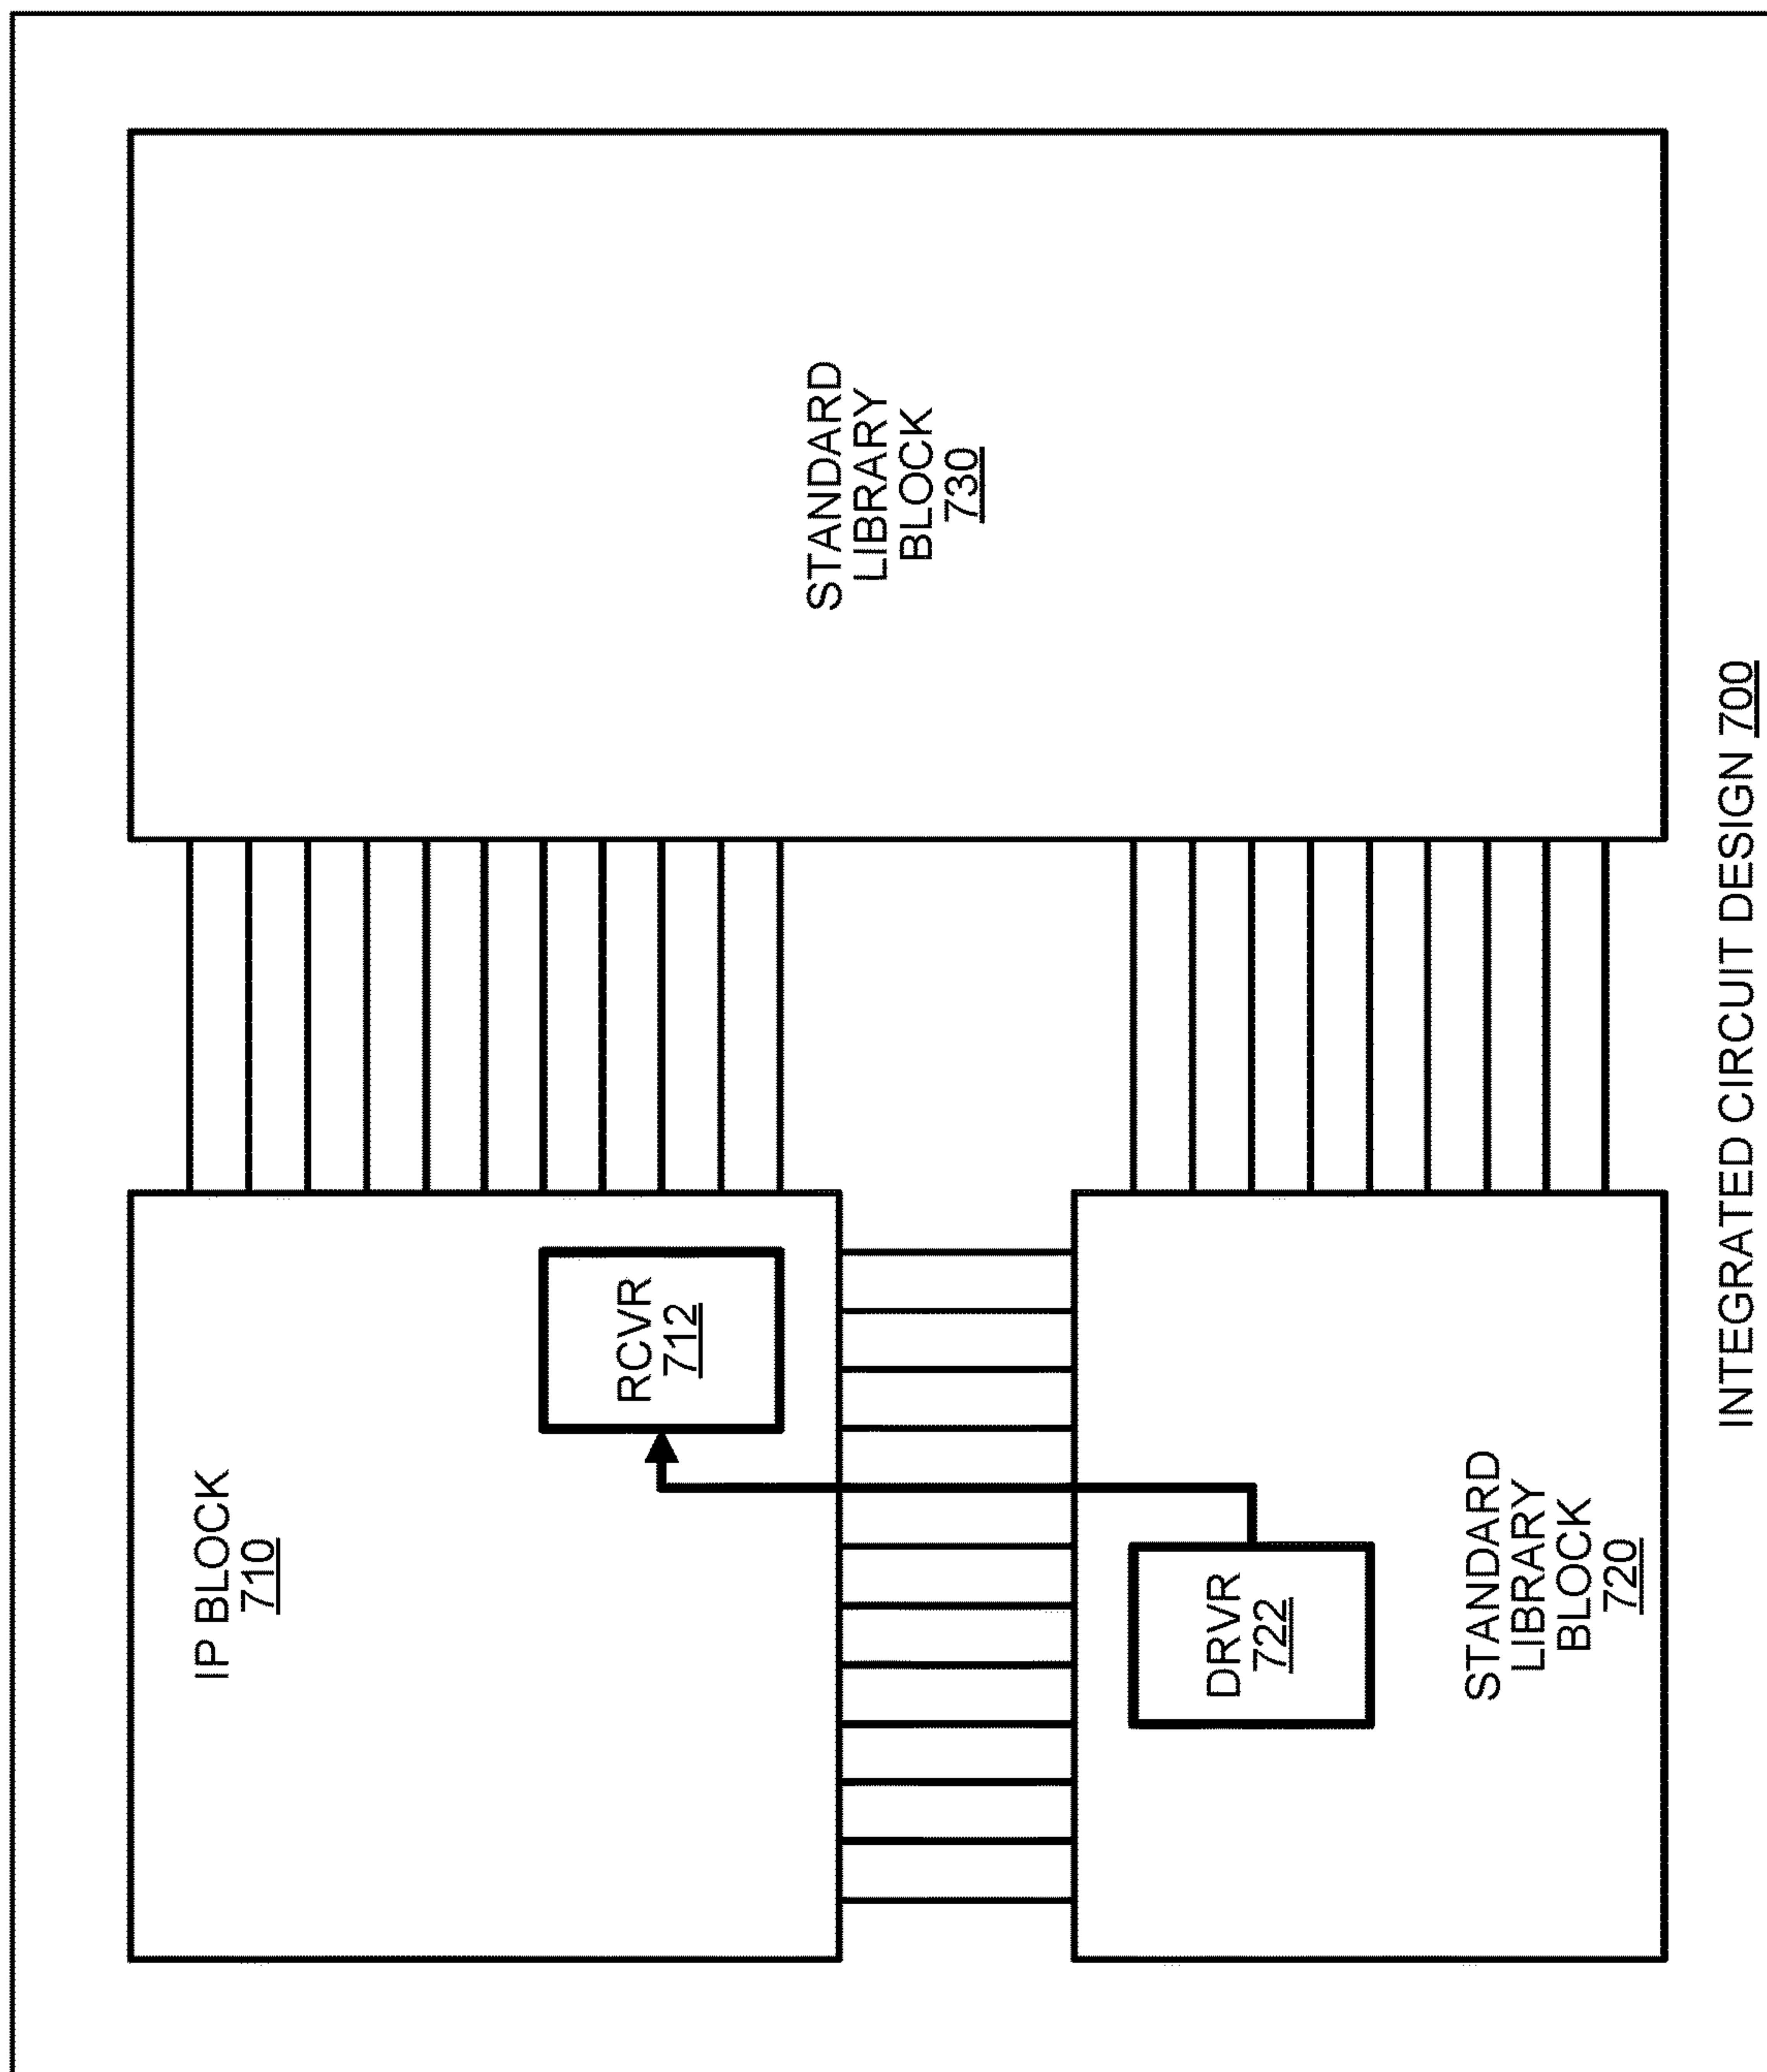 IP BLOCK
710
RCVR
712
DRVR
722
STANDARD
LIBRARY
BLOCK
720
STANDARD
LIBRARY
BLOCK
730
INTEGRATED CIRCUIT DESIGN 700